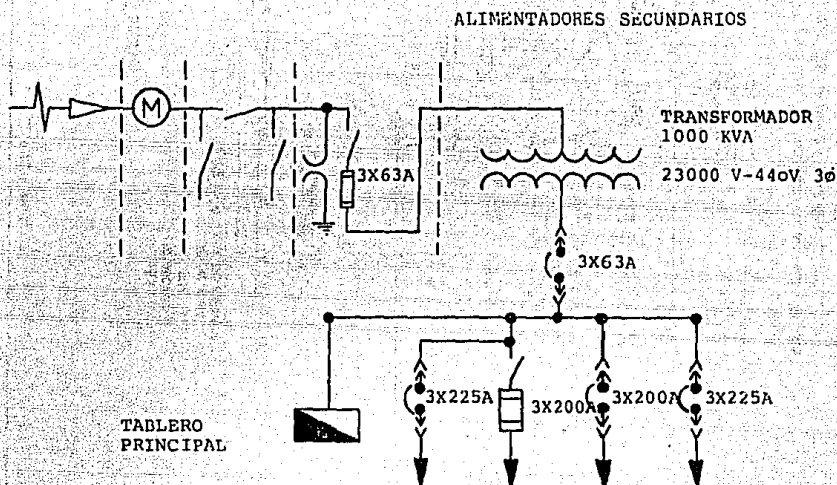 ALIMENTADORES SECUNDARIOS
M
3X63A
TRANSFORMADOR
1000 KVA
23000 V-440V 3ø
3X63A
3X225A
3X200A
3X200A
3X225A
TABLERO
PRINCIPAL